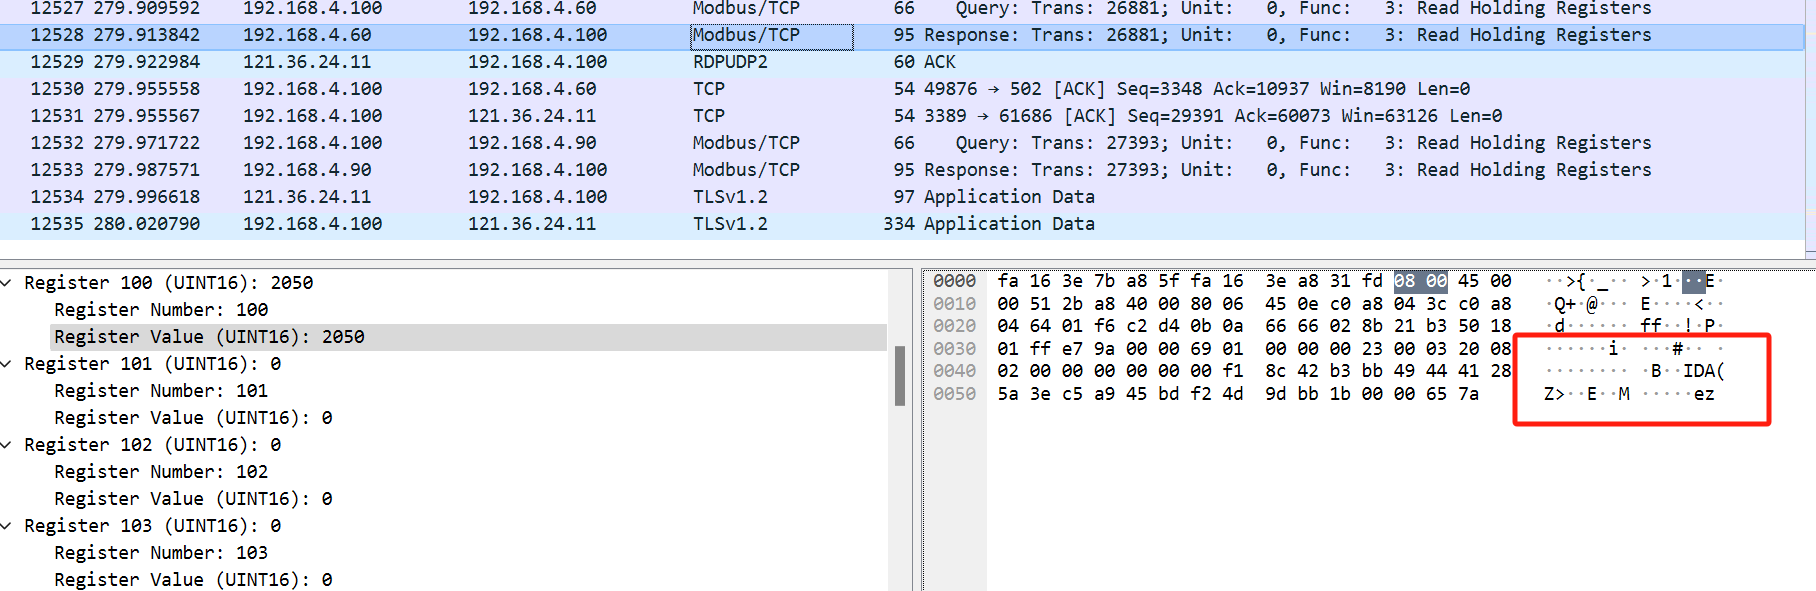 12527 279.909592 192.168.4.100 192.168.4.60 Modbus/TCP 66 Query: Trans: 26881; Unit: 0, Func: 3: Read Holding Registers
12528 279.913842 192.168.4.60 192.168.4.100 Modbus/TCP 95 Response: Trans: 26881; Unit: 0, Func: 3: Read Holding Registers
12529 279.922984 121.36.24.11 192.168.4.100 RDPUDP2 60 ACK
12530 279.955558 192.168.4.100 192.168.4.60 TCP 54 49876 → 502 [ACK] Seq=3348 Ack=10937 Win=8190 Len=0
12531 279.955567 192.168.4.100 121.36.24.11 TCP 54 3389 → 61686 [ACK] Seq=29391 Ack=60073 Win=63126 Len=0
12532 279.971722 192.168.4.100 192.168.4.90 Modbus/TCP 66 Query: Trans: 27393; Unit: 0, Func: 3: Read Holding Registers
12533 279.987571 192.168.4.90 192.168.4.100 Modbus/TCP 95 Response: Trans: 27393; Unit: 0, Func: 3: Read Holding Registers
12534 279.996618 121.36.24.11 192.168.4.100 TLSv1.2 97 Application Data
12535 280.020790 192.168.4.100 121.36.24.11 TLSv1.2 334 Application Data
Register 100 (UINT16): 2050
Register Number: 100
Register Value (UINT16): 2050
Register 101 (UINT16): 0
Register Number: 101
Register Value (UINT16): 0
Register 102 (UINT16): 0
Register Number: 102
Register Value (UINT16): 0
Register 103 (UINT16): 0
Register Number: 103
Register Value (UINT16): 0
0000 fa 16 3e 7b a8 5f fa 16 3e a8 31 fd 08 00 45 00 ··>{·_·· >·1···E·
0010 00 51 2b a8 40 00 80 06 45 0e c0 a8 04 3c c0 a8 ·Q+·@··· E····<··
0020 04 64 01 f6 c2 d4 0b 0a 66 66 02 8b 21 b3 50 18 ·d······ ff··!·P·
0030 01 ff e7 9a 00 00 69 01 00 00 00 23 00 03 20 08 ······i· ···#·· ·
0040 02 00 00 00 00 00 00 f1 8c 42 b3 bb 49 44 41 28 ········ ·B··IDA(
0050 5a 3e c5 a9 45 bd f2 4d 9d bb 1b 00 00 65 7a Z>··E··M ·····ez